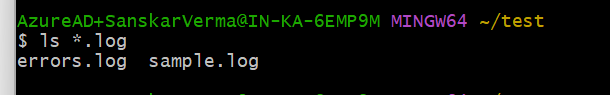 AzureAD+SanskarVerma@IN-KA-6EMP9M MINGW64 ~/test
$ ls *.log
errors.log  sample.log